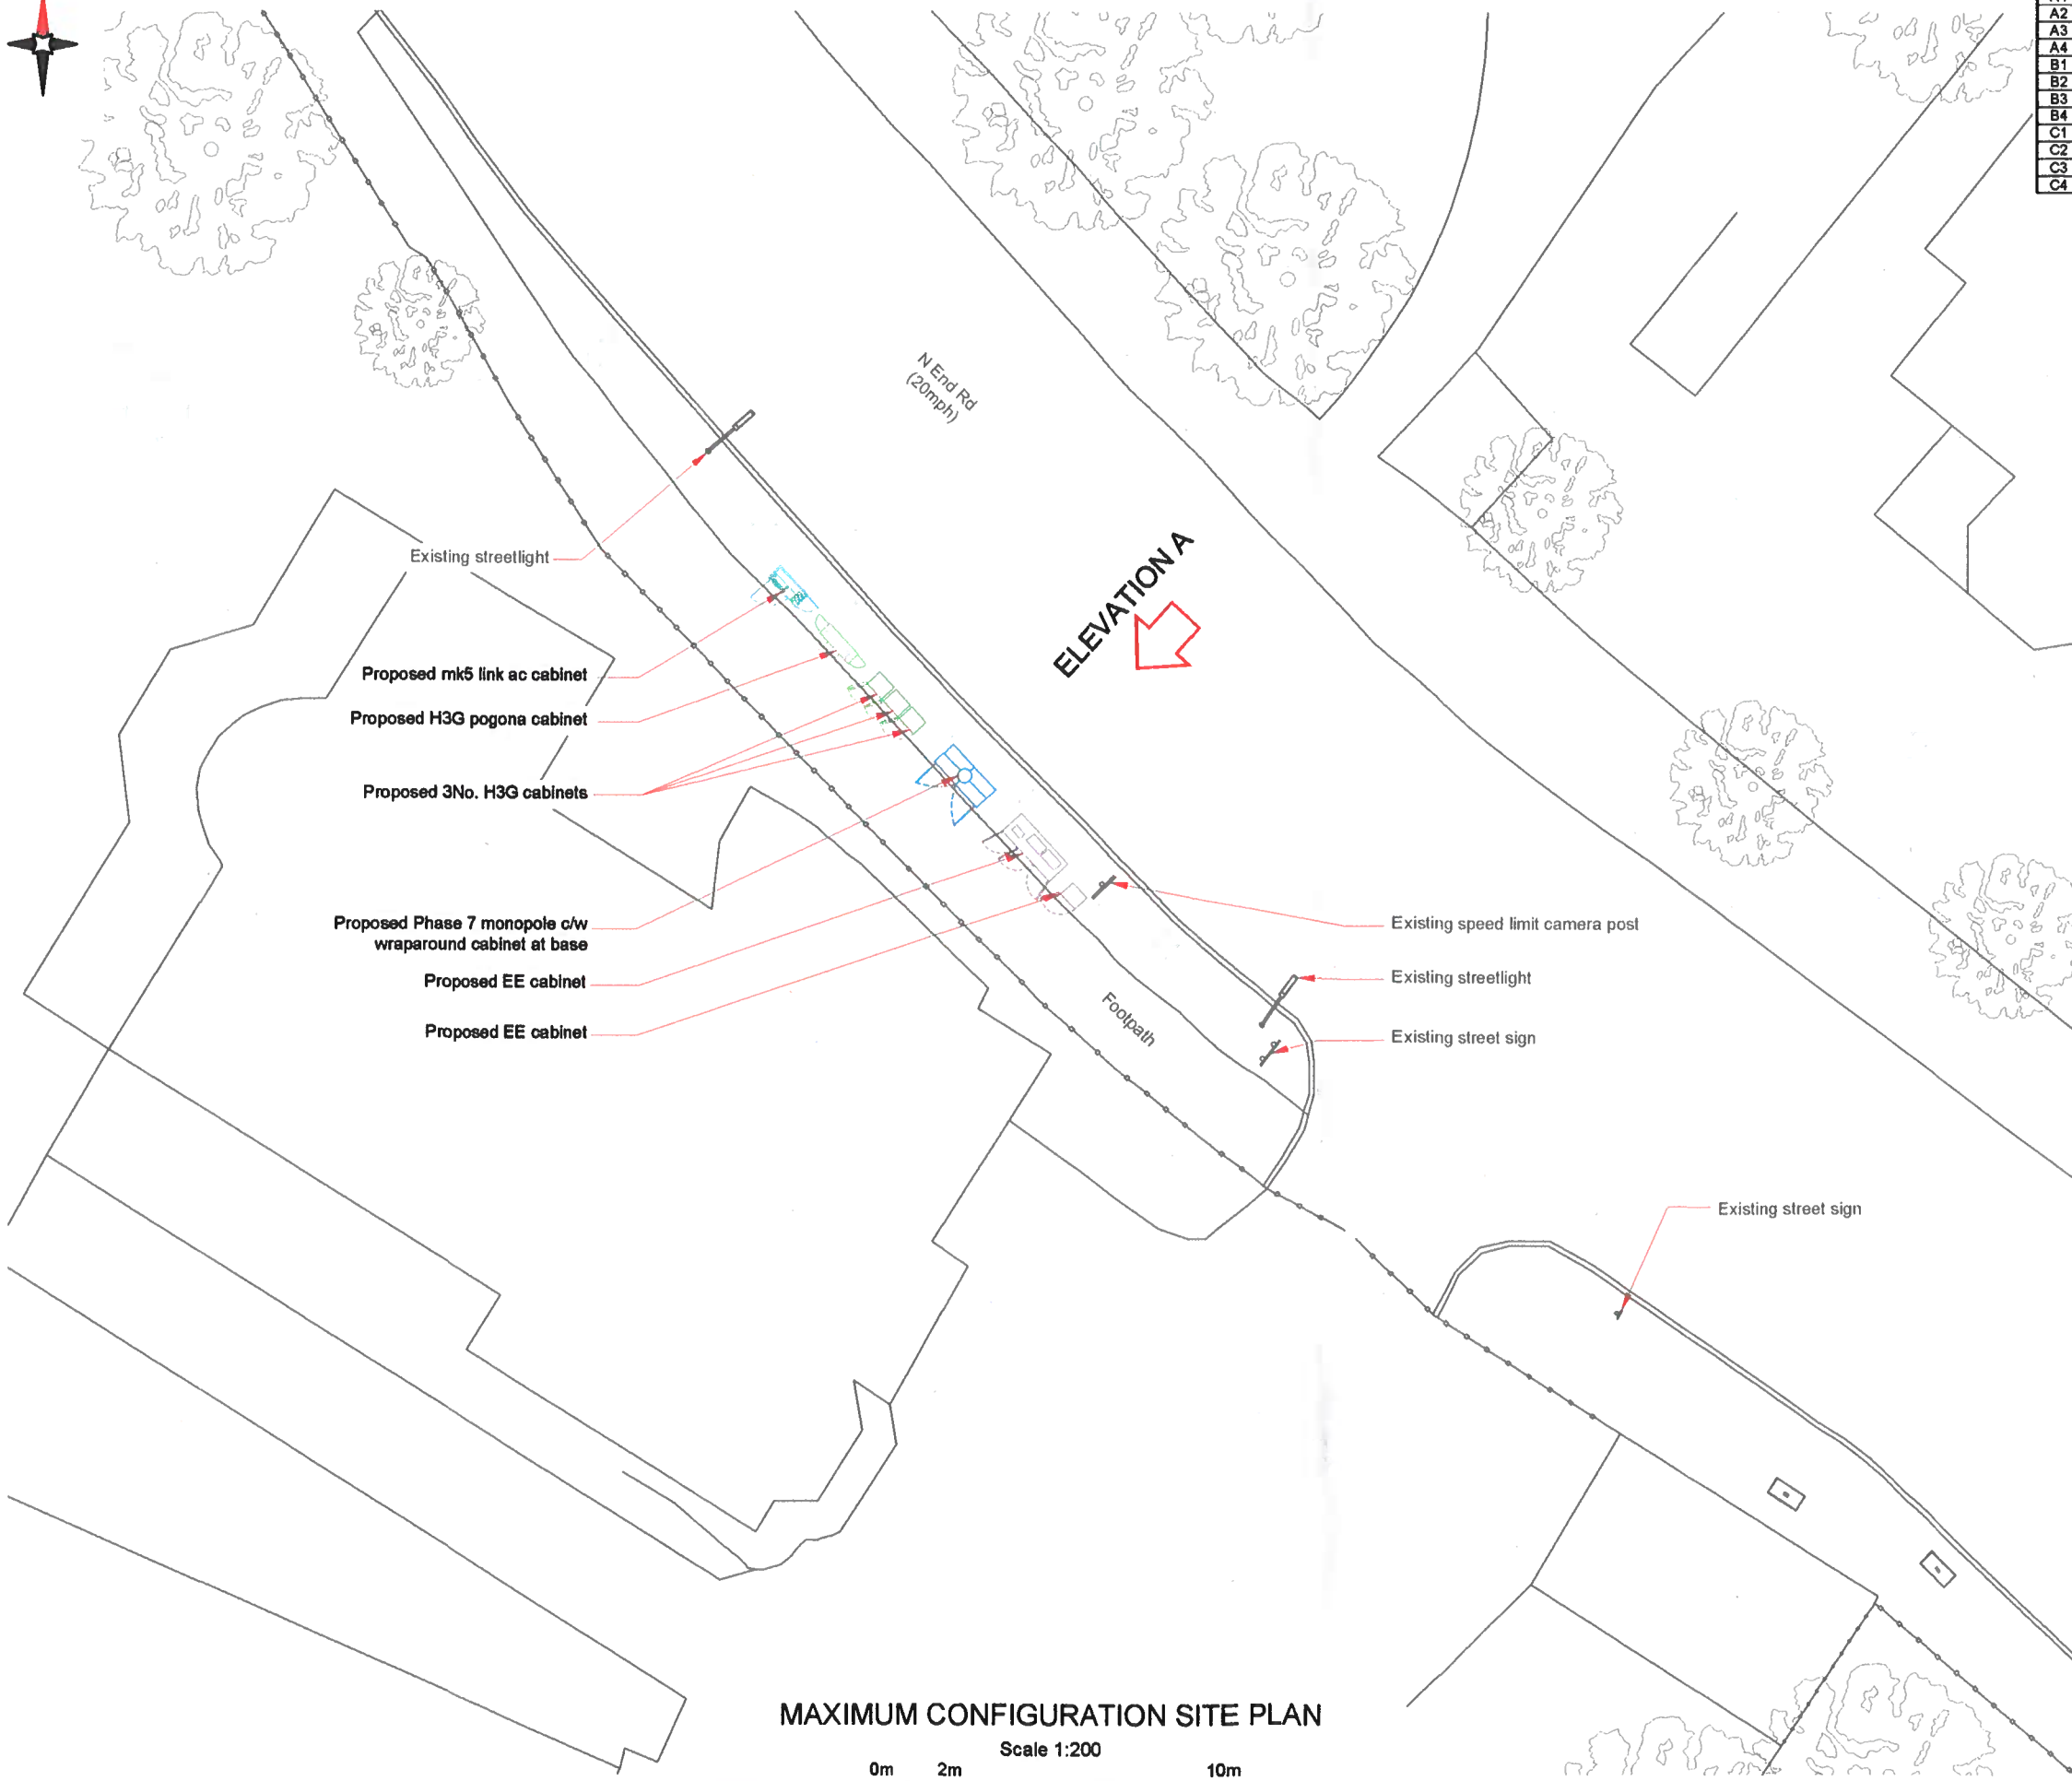 A2
A3
A4
B1
B2
B3
B4
C1
C2
C3
C4
N End Rd
(20mph)
ELEVATION A
Existing streetlight
Proposed mk5 link ac cabinet
Proposed H3G pogona cabinet
Proposed 3No. H3G cabinets
Proposed Phase 7 monopole c/w
wraparound cabinet at base
Proposed EE cabinet
Proposed EE cabinet
Existing speed limit camera post
Existing streetlight
Existing street sign
Footpath
Existing street sign
MAXIMUM CONFIGURATION SITE PLAN
Scale 1:200
0m 2m 10m